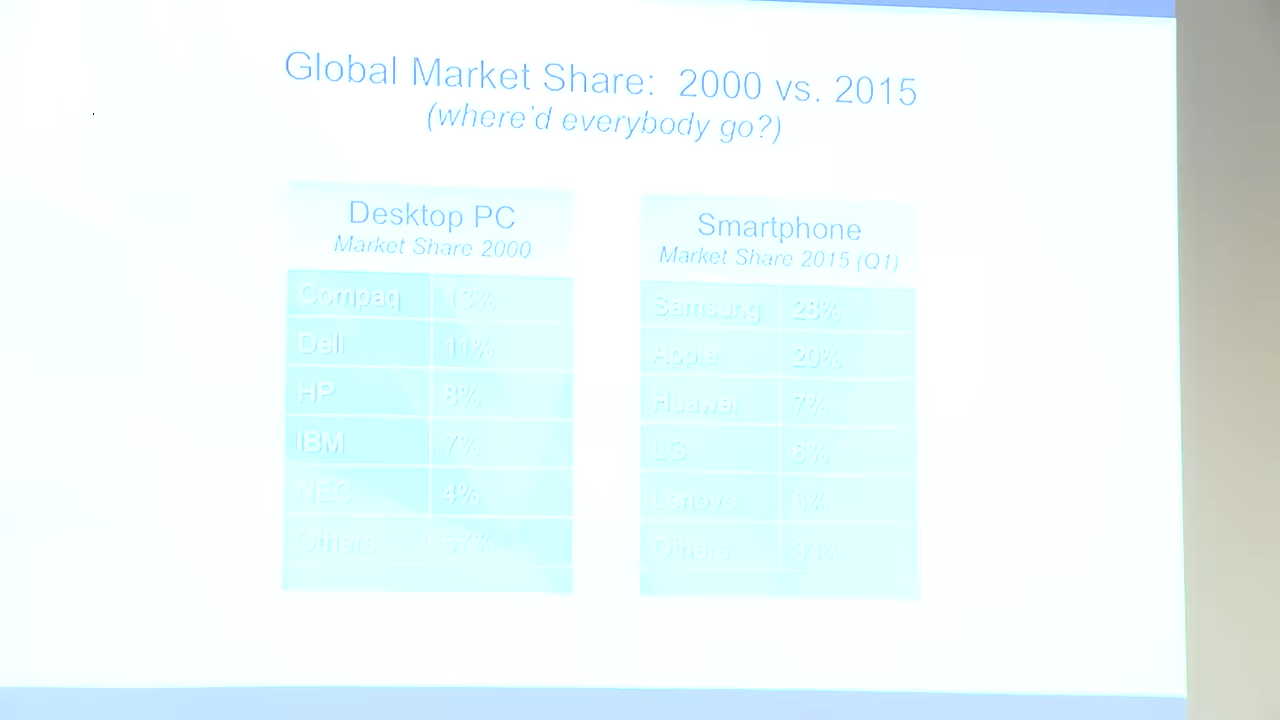 Global Market Share: 2000 vs. 2015
(where'd everybody go?)
Desktop PC
Market Share 2000
Compaq 13%
Dell 11%
HP 8%
IBM 7%
NEC 4%
Others 57%
Smartphone
Market Share 2015 (Q1)
Samsung 28%
Apple 20%
Huawei 7%
LG 6%
Lenovo
Others